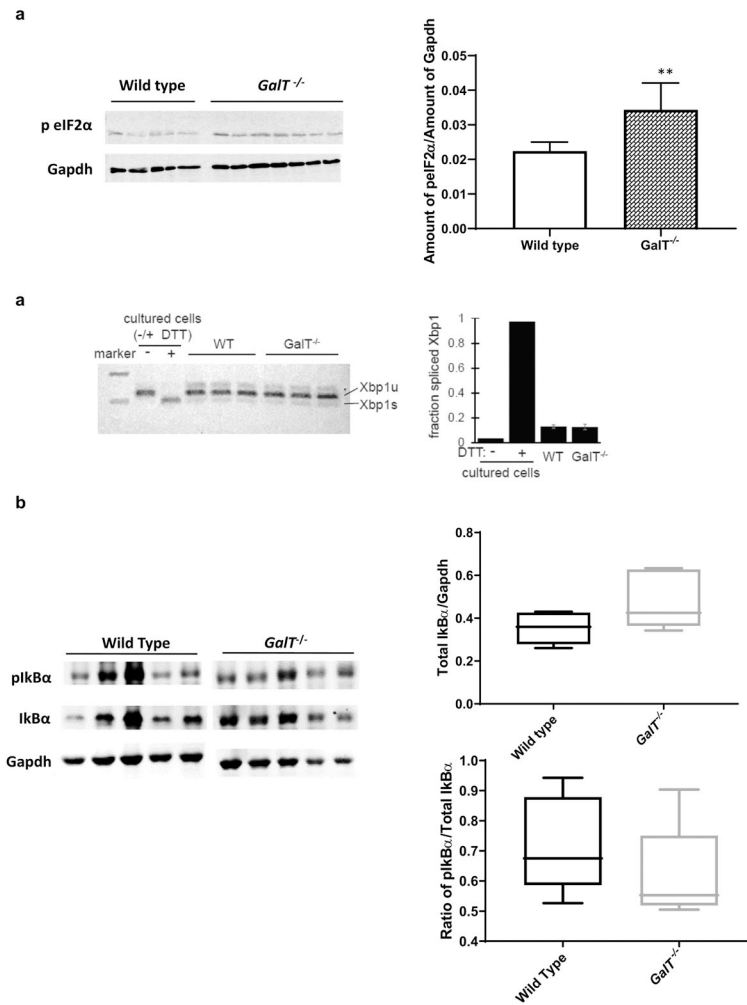 a
Wild type GalT -/-
p eIF2α
Gapdh
Amount of peIF2α/Amount of Gapdh
0.05
0.04
0.03
0.02
0.01
0.00
**
Wild type GalT-/-
a
cultured cells
(-/+ DTT)
marker - + WT GalT-/-
Xbp1u
Xbp1s
fraction spliced Xbp1
1
0.8
0.6
0.4
0.2
0
DTT: - + WT GalT-/-
cultured cells
b
Wild Type GalT-/-
pIkBα
IkBα
Gapdh
Total IkBα/Gapdh
0.8
0.6
0.4
0.2
0.0
Wild type GalT-/-
Ratio of pIkBα/Total IkBα
1.0
0.9
0.8
0.7
0.6
0.5
0.4
Wild Type GalT-/-